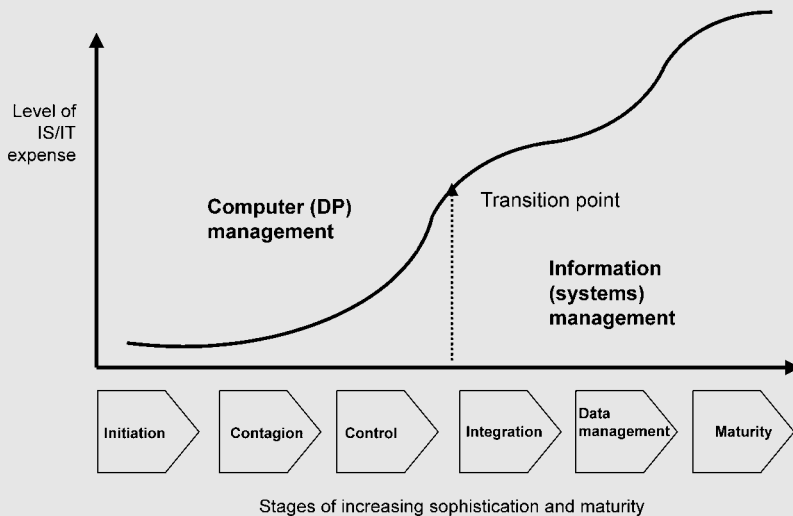 Level of
IS/IT
expense
Computer (DP)
management
Transition point
Information
(systems)
management
Initiation
Contagion
Control
Integration
Data
management
Maturity
Stages of increasing sophistication and maturity